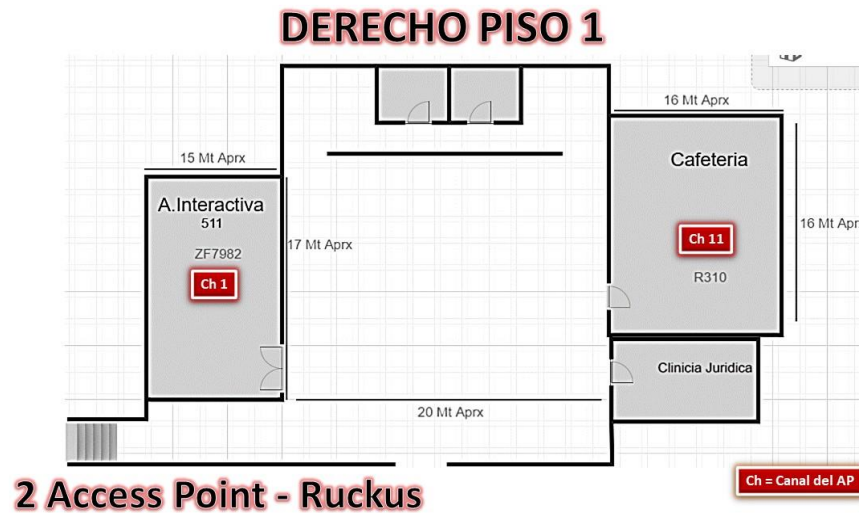 DERECHO PISO 1
16 Mt Aprx
15 Mt Aprx
Cafeteria
A.Interactiva
511
16 Mt Apr
Ch 11
17 Mt Aprx
ZF7982
R310
Ch 1
Clinicia Juridica
20 Mt Aprx
2 Access Point - Ruckus
Ch = Canal del AP